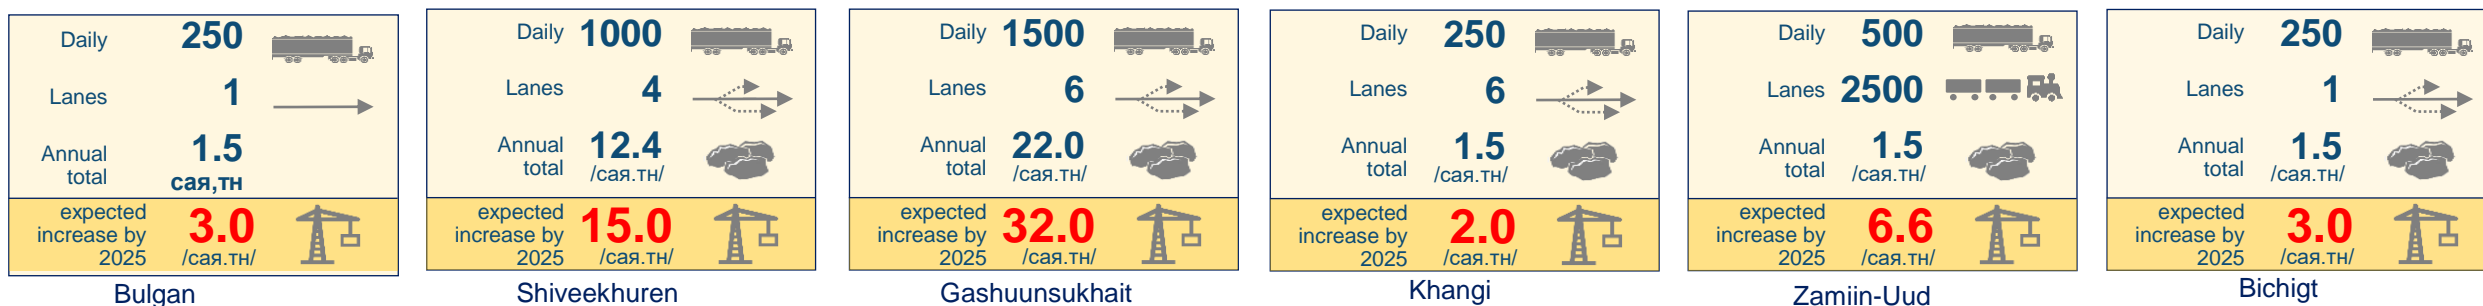 Daily 250
Lanes 1
Annual 1.5
total сая,тн
expected
increase by 3.0
2025 /сая.тн/
Bulgan
Daily 1000
Lanes 4
Annual 12.4
total /сая.тн/
expected
increase by 15.0
2025 /сая.тн/
Shiveekhuren
Daily 1500
Lanes 6
Annual 22.0
total /сая.тн/
expected
increase by 32.0
2025 /сая.тн/
Gashuunsukhait
Daily 250
Lanes 6
Annual 1.5
total /сая.тн/
expected
increase by 2.0
2025 /сая.тн/
Khangi
Daily 500
Lanes 2500
Annual 1.5
total /сая.тн/
expected
increase by 6.6
2025 /сая.тн/
Zamiin-Uud
Daily 250
Lanes 1
Annual 1.5
total /сая.тн/
expected
increase by 3.0
2025 /сая.тн/
Bichigt